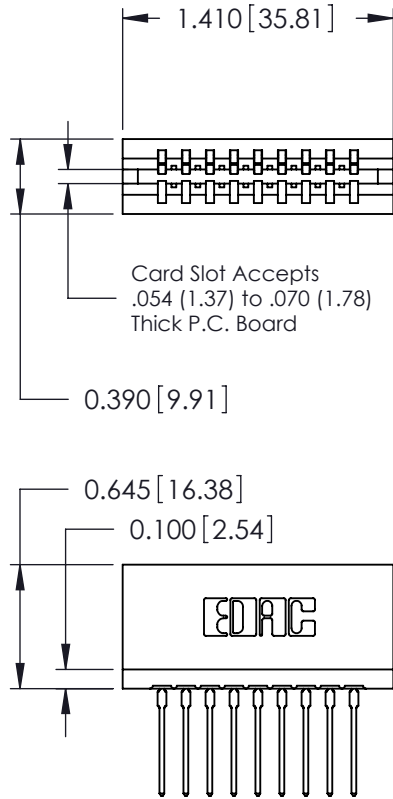 1.410 [35.81]
Card Slot Accepts
.054 (1.37) to .070 (1.78)
Thick P.C. Board
0.390 [9.91]
0.645 [16.38]
0.100 [2.54]
EDAC